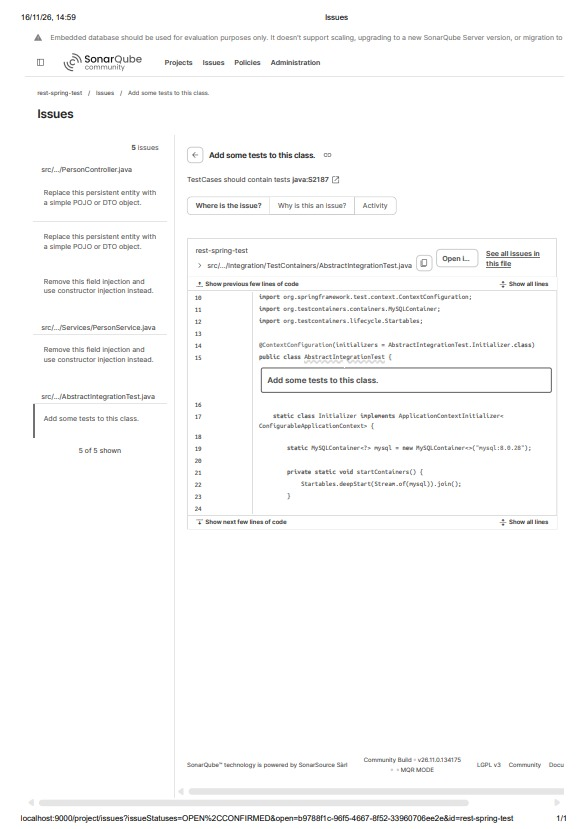 16/11/26, 14:59
Issues
Embedded database should be used for evaluation purposes only. It doesn't support scaling, upgrading to a new SonarQube Server version, or migration to
SonarQube
community
Projects Issues Policies Administration
rest-spring-test / Issues / Add some tests to this class.
Issues
5 issues
src/.../PersonController.java
Replace this persistent entity with
a simple POJO or DTO object.
Replace this persistent entity with
a simple POJO or DTO object.
Remove this field injection and
use constructor injection instead.
src/.../Services/PersonService.java
Remove this field injection and
use constructor injection instead.
src/.../AbstractIntegrationTest.java
Add some tests to this class.
5 of 5 shown
Add some tests to this class.
TestCases should contain tests java:S2187
Where is the issue? Why is this an issue? Activity
rest-spring-test
src/.../Integration/TestContainers/AbstractIntegrationTest.java
Open i...
See all issues in
this file
Show previous few lines of code Show all lines
10 import org.springframework.test.context.ContextConfiguration;
11 import org.testcontainers.containers.MySQLContainer;
12 import org.testcontainers.lifecycle.Startables;
13
14 @ContextConfiguration(initializers = AbstractIntegrationTest.Initializer.class)
15 public class AbstractIntegrationTest {
Add some tests to this class.
16
17 static class Initializer implements ApplicationContextInitializer<
ConfigurableApplicationContext> {
18
19 static MySQLContainer<?> mysql = new MySQLContainer<>("mysql:8.0.28");
20
21 private static void startContainers() {
22 Startables.deepStart(Stream.of(mysql)).join();
23 }
24
Show next few lines of code Show all lines
SonarQube™ technology is powered by SonarSource Sàrl
Community Build - v26.11.0.134175
- - MQR MODE
LGPL v3 Community Docu
localhost:9000/project/issues?issueStatuses=OPEN%2CCONFIRMED&open=b9788f1c-96f5-4667-8f52-33960706ee2e&id=rest-spring-test
1/1